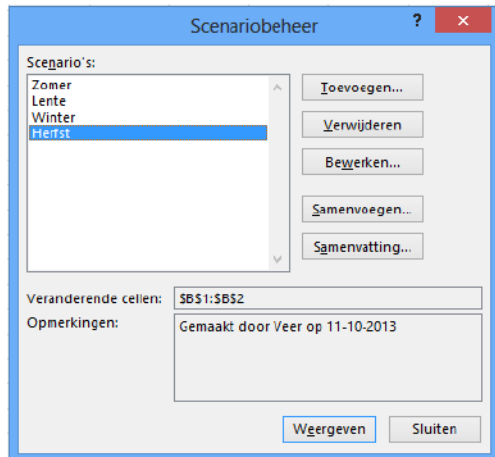 Scenariobeheer
?
×
Scenario's:
Zomer
Lente
Winter
Herfst
Toevoegen...
Verwijderen
Bewerken...
Samenvoegen...
Samenvatting...
Veranderende cellen:
$B$1:$B$2
Opmerkingen:
Gemaakt door Veer op 11-10-2013
Weergeven
Sluiten